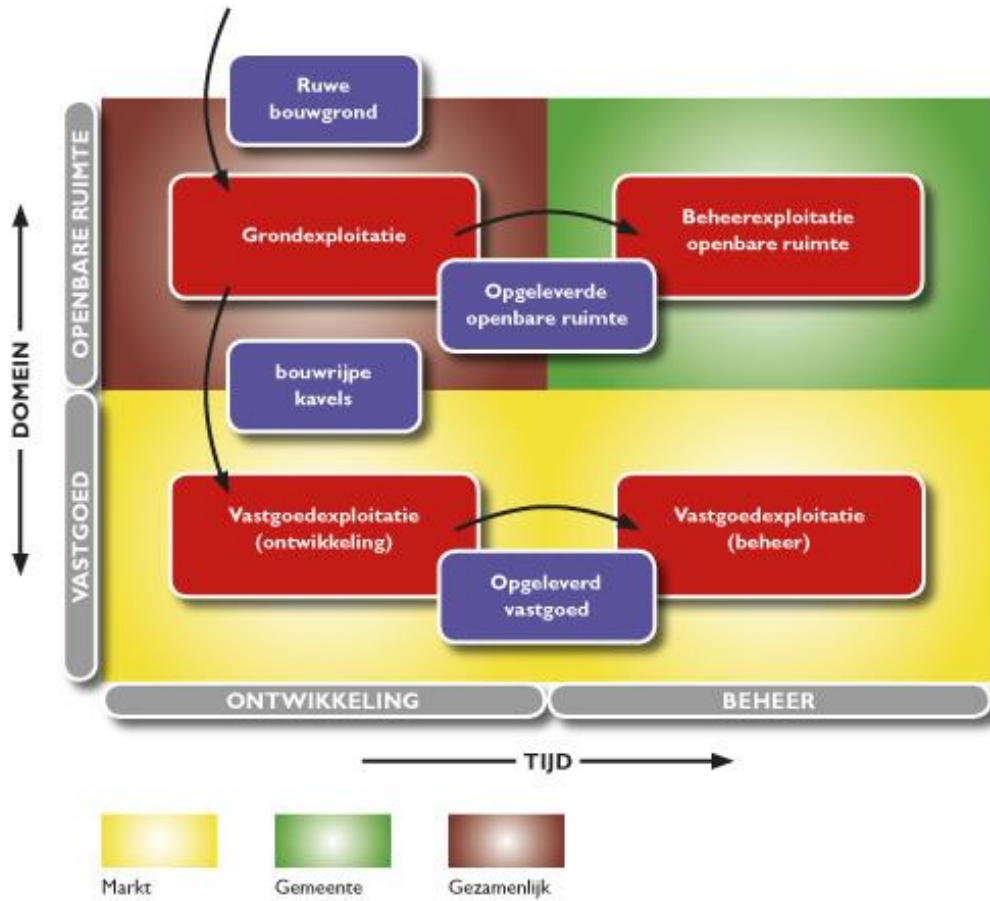 Ruwe
bouwgrond
OPENBARE RUIMTE
Grondexploitatie
Beheerexploitatie
openbare ruimte
Opgeleverde
openbare ruimte
DOMEIN
bouwrijpe
kavels
VASTGOED
Vastgoedexploitatie
(ontwikkeling)
Vastgoedexploitatie
(beheer)
Opgeleverd
vastgoed
ONTWIKKELING
BEHEER
TIJD
Markt
Gemeente
Gezamenlijk